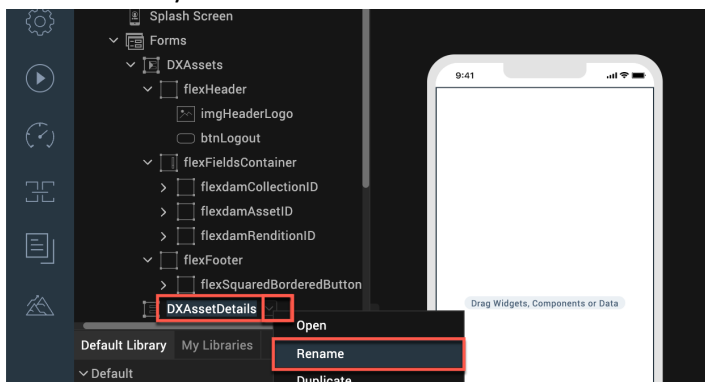 Splash Screen
Forms
DXAssets
flexHeader
imgHeaderLogo
btnLogout
flexFieldsContainer
flexdamCollectionID
flexdamAssetID
flexdamRenditionID
flexFooter
flexSquaredBorderedButton
DXAssetDetails
Open
Rename
Duplicate
Default Library My Libraries
Default
9:41
Drag Widgets, Components or Data